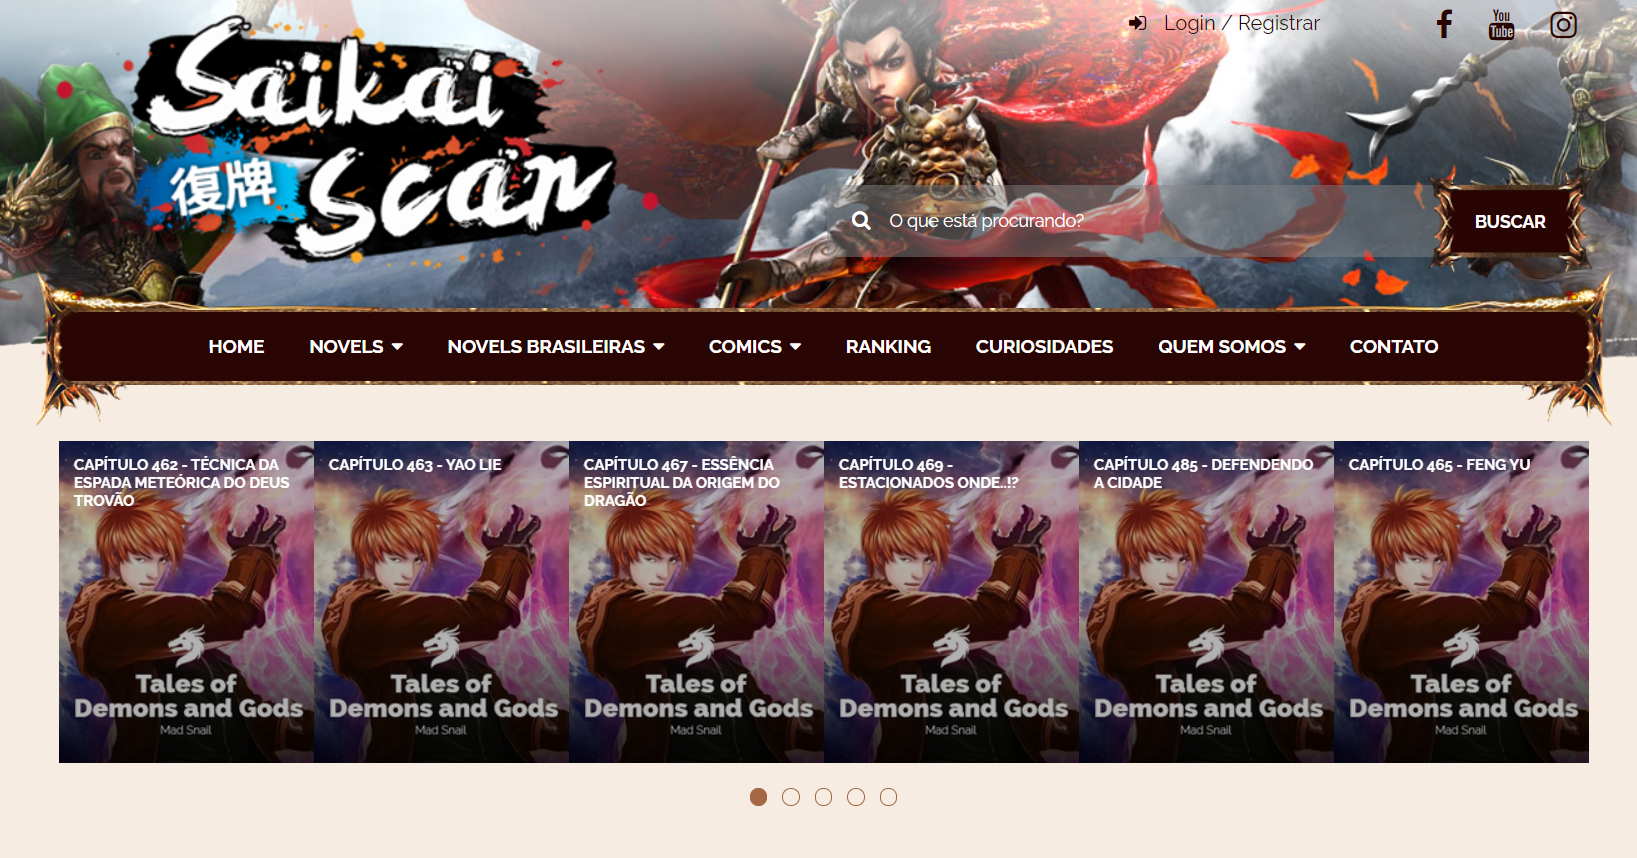 Login / Registrar
You
Tube
Saikai
復牌
Scan
O que está procurando?
BUSCAR
HOME
NOVELS
NOVELS BRASILEIRAS
COMICS
RANKING
CURIOSIDADES
QUEM SOMOS
CONTATO
CAPÍTULO 462 - TÉCNICA DA
ESPADA METEÓRICA DO DEUS
TROVÃO
Tales of
Demons and Gods
Mad Snail
CAPÍTULO 463 - YAO LIE
Tales of
Demons and Gods
Mad Snail
CAPÍTULO 467 - ESSÊNCIA
ESPIRITUAL DA ORIGEM DO
DRAGÃO
Tales of
Demons and Gods
Mad Snail
CAPÍTULO 469 -
ESTACIONADOS ONDE..!?
Tales of
Demons and Gods
Mad Snail
CAPÍTULO 485 - DEFENDENDO
A CIDADE
Tales of
Demons and Gods
Mad Snail
CAPÍTULO 465 - FENG YU
Tales of
Demons and Gods
Mad Snail